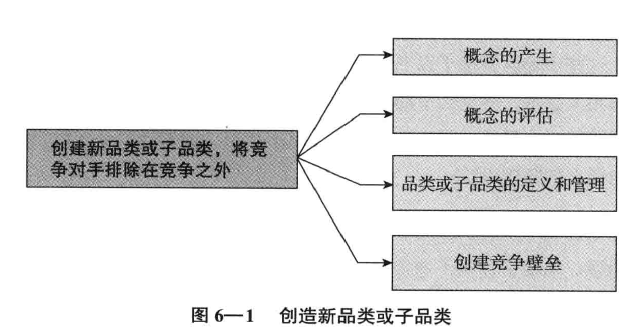 概念的产生
概念的评估
创建新品类或子品类，将竞
争对手排除在竞争之外
品类或子品类的定义和管理
创建竞争壁垒
图 6—1 创造新品类或子品类